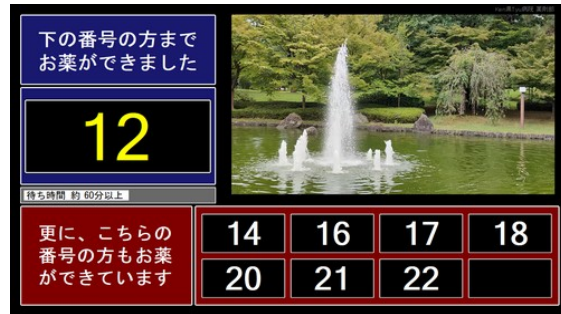 下の番号の方まで
お薬ができました
12
待ち時間 約 60分以上
更に、こちらの
番号の方もお薬
ができています
14 16 17 18
20 21 22